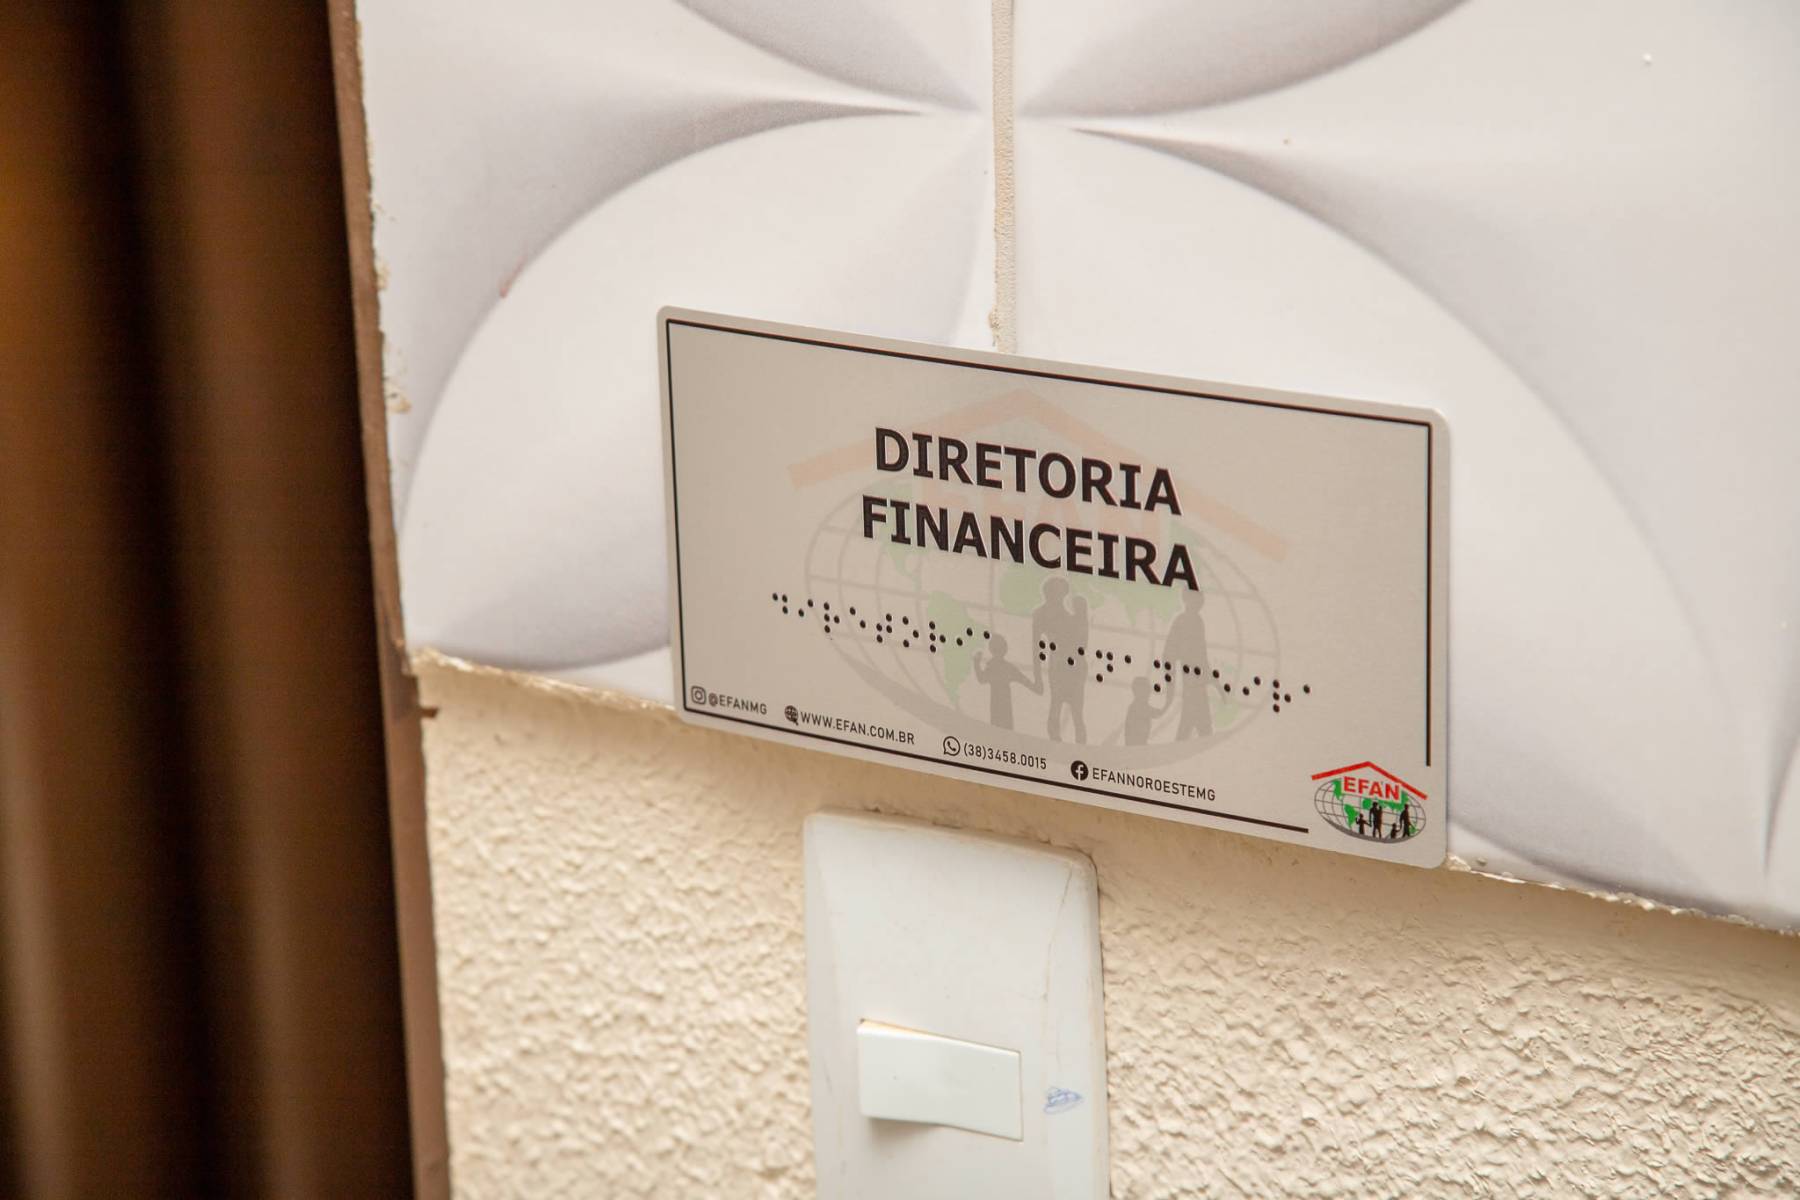 DIRETORIA
FINANCEIRA
⠙⠊⠗⠑⠞⠕⠗⠊⠁ ⠋⠊⠝⠁⠝⠉⠑⠊⠗⠁
@EFANMG WWW.EFAN.COM.BR (38)3458.0015 EFANNOROESTEMG
EFAN